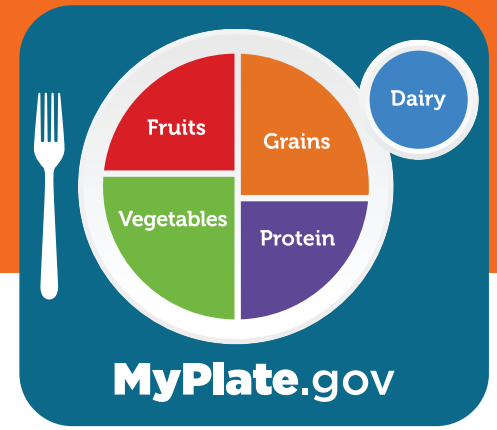 Dairy
Fruits
Grains
Vegetables
Protein
MyPlate.gov